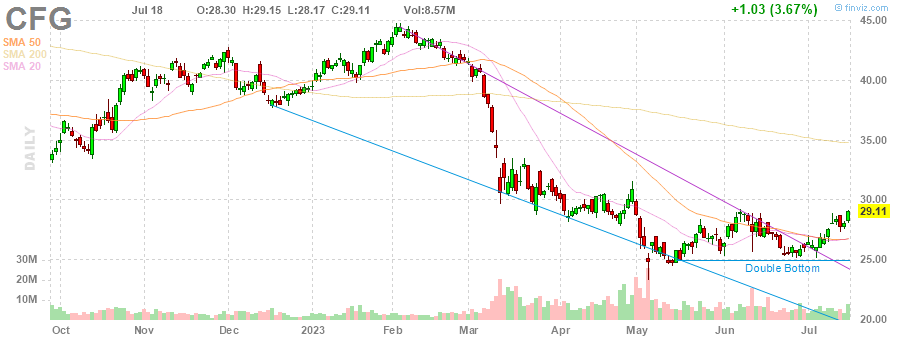 CFG Jul 18 O:28.30 H:29.15 L:28.17 C:29.11 Vol:8.57M +1.03 (3.67%) © finviz.com
SMA 50
SMA 200
SMA 20
45.00
40.00
DAILY
35.00
30.00
29.11
30M 25.00
Double Bottom
20M
10M
20.00
Oct Nov Dec 2023 Feb Mar Apr May Jun Jul